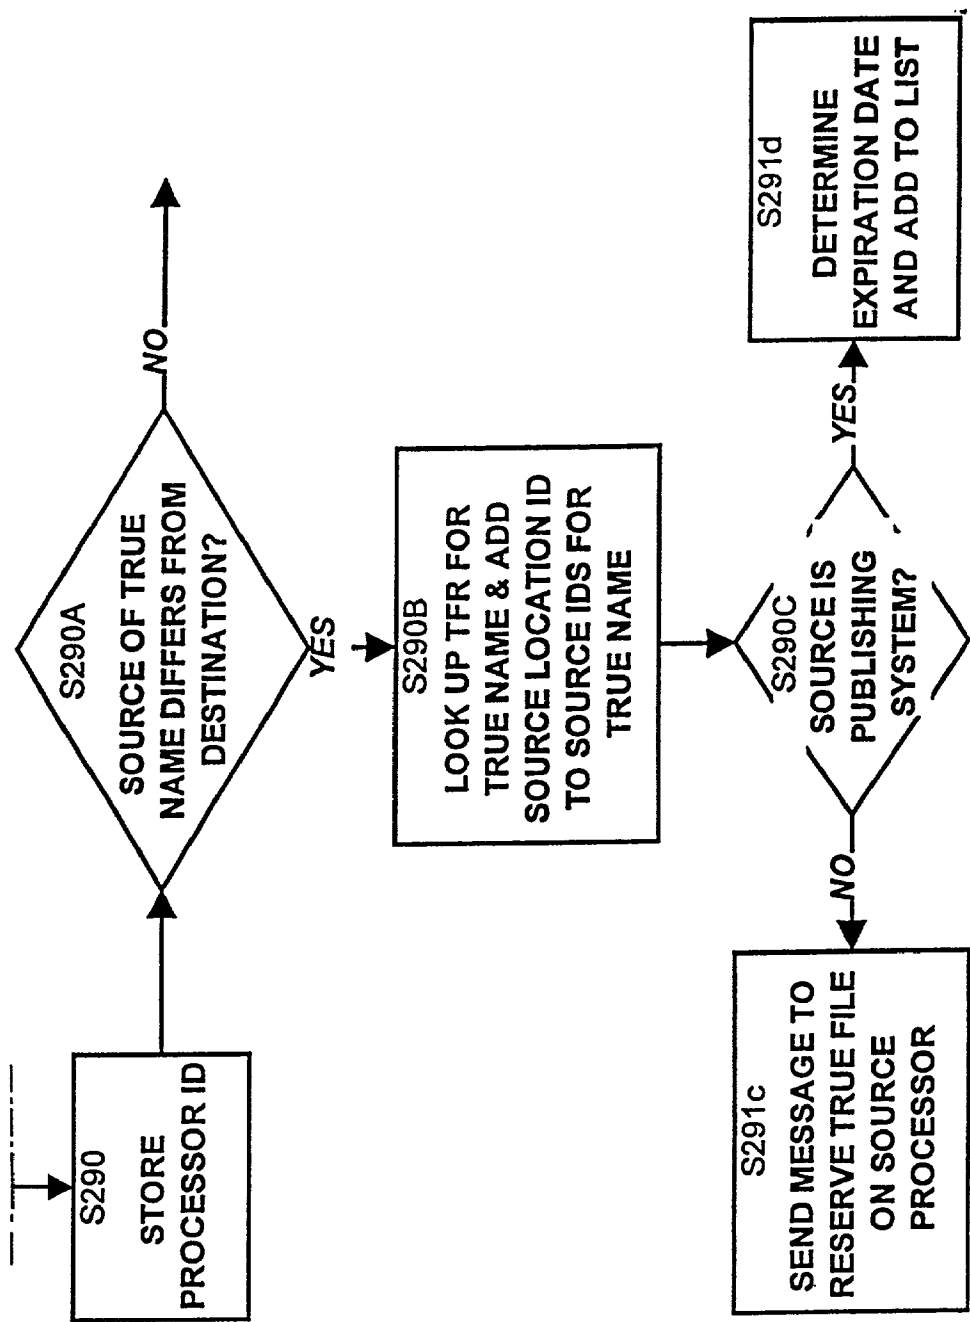 S290
STORE
PROCESSOR ID
S290A
SOURCE OF TRUE
NAME DIFFERS FROM
DESTINATION?
NO
YES
S290B
LOOK UP TFR FOR
TRUE NAME & ADD
SOURCE LOCATION ID
TO SOURCE IDS FOR
TRUE NAME
S290C
SOURCE IS
PUBLISHING
SYSTEM?
NO
YES
S291c
SEND MESSAGE TO
RESERVE TRUE FILE
ON SOURCE
PROCESSOR
S291d
DETERMINE
EXPIRATION DATE
AND ADD TO LIST